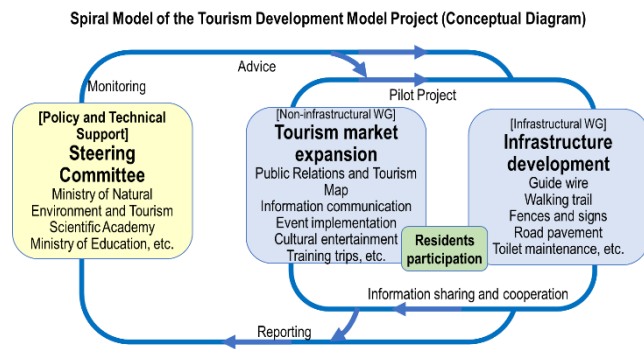 Spiral Model of the Tourism Development Model Project (Conceptual Diagram)
Advice
Monitoring
Pilot Project
[Policy and Technical
Support]
Steering
Committee
Ministry of Natural
Environment and Tourism
Scientific Academy
Ministry of Education, etc.
[Non-infrastructural WG]
Tourism market
expansion
Public Relations and Tourism
Map
Information communication
Event implementation
Cultural entertainment
Training trips, etc.
[Infrastructural WG]
Infrastructure
development
Guide wire
Walking trail
Fences and signs
Road pavement
Toilet maintenance, etc.
Residents
participation
Information sharing and cooperation
Reporting